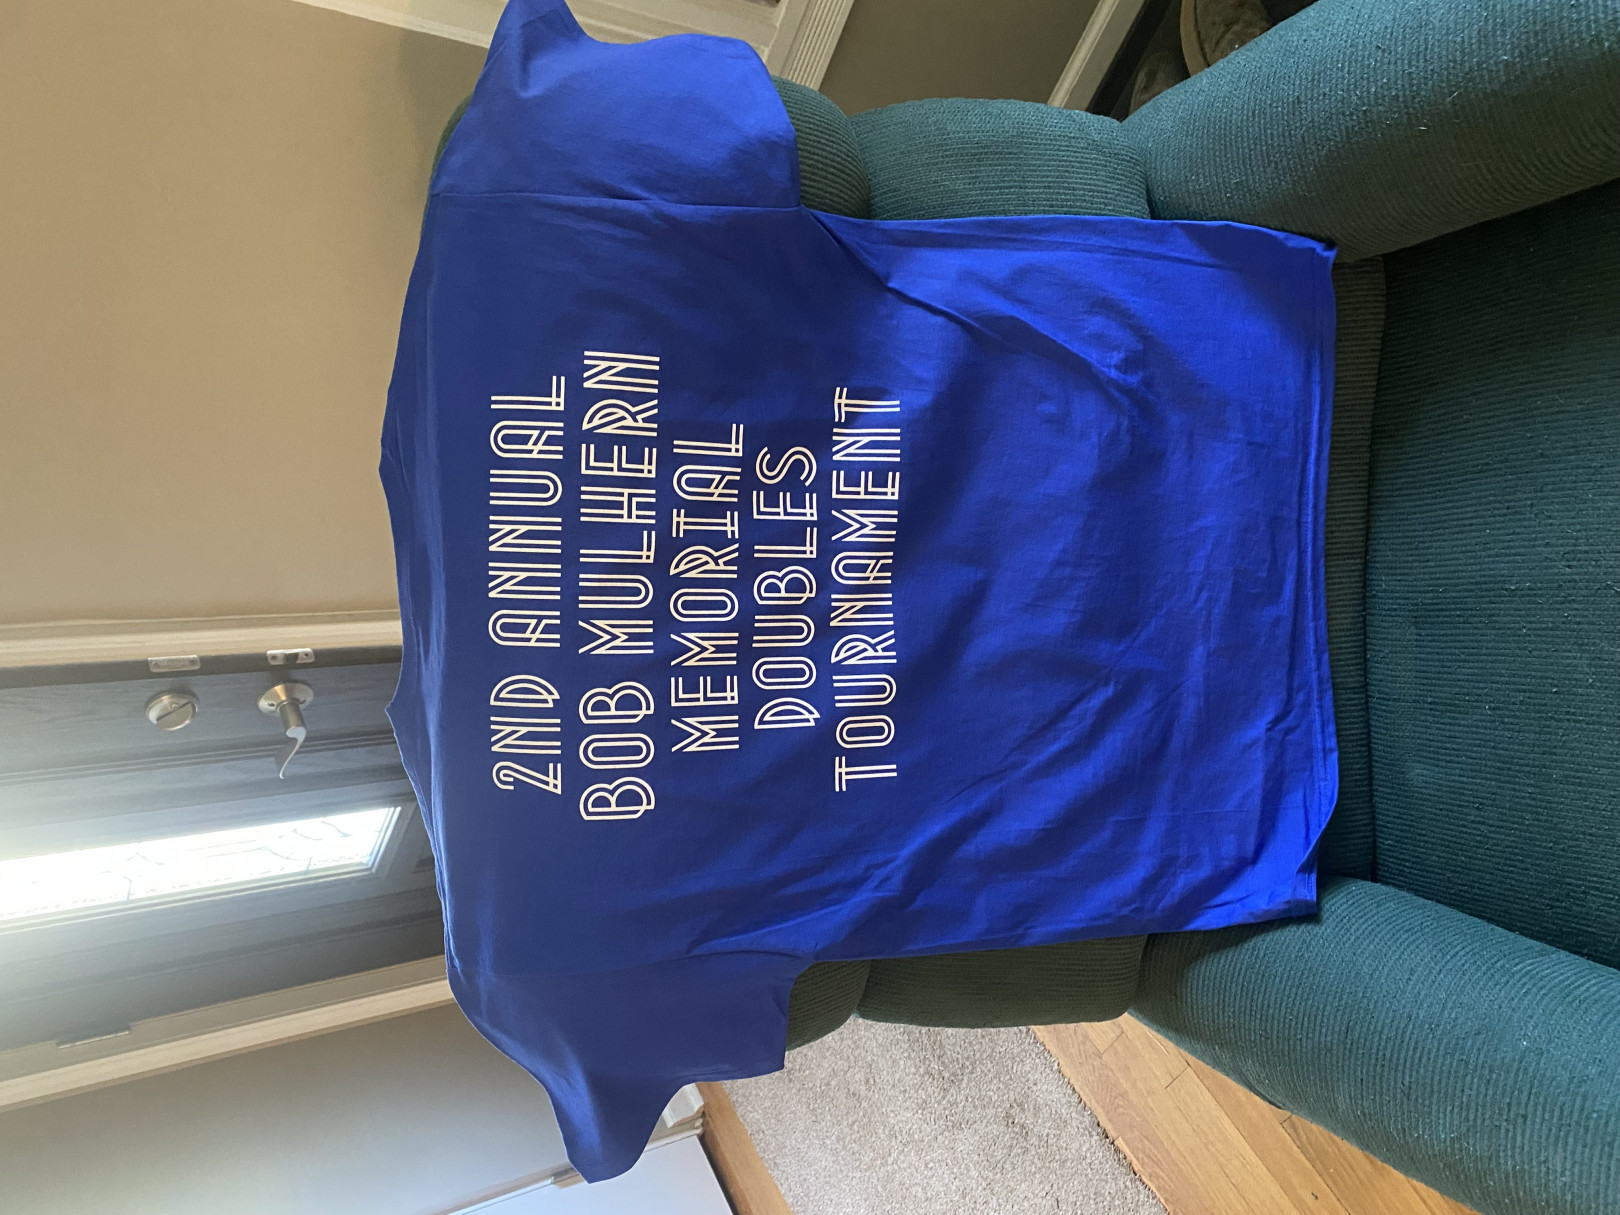 2ND ANNUAL
BOB MULHERN
MEMORIAL
DOUBLES
TOURNAMENT